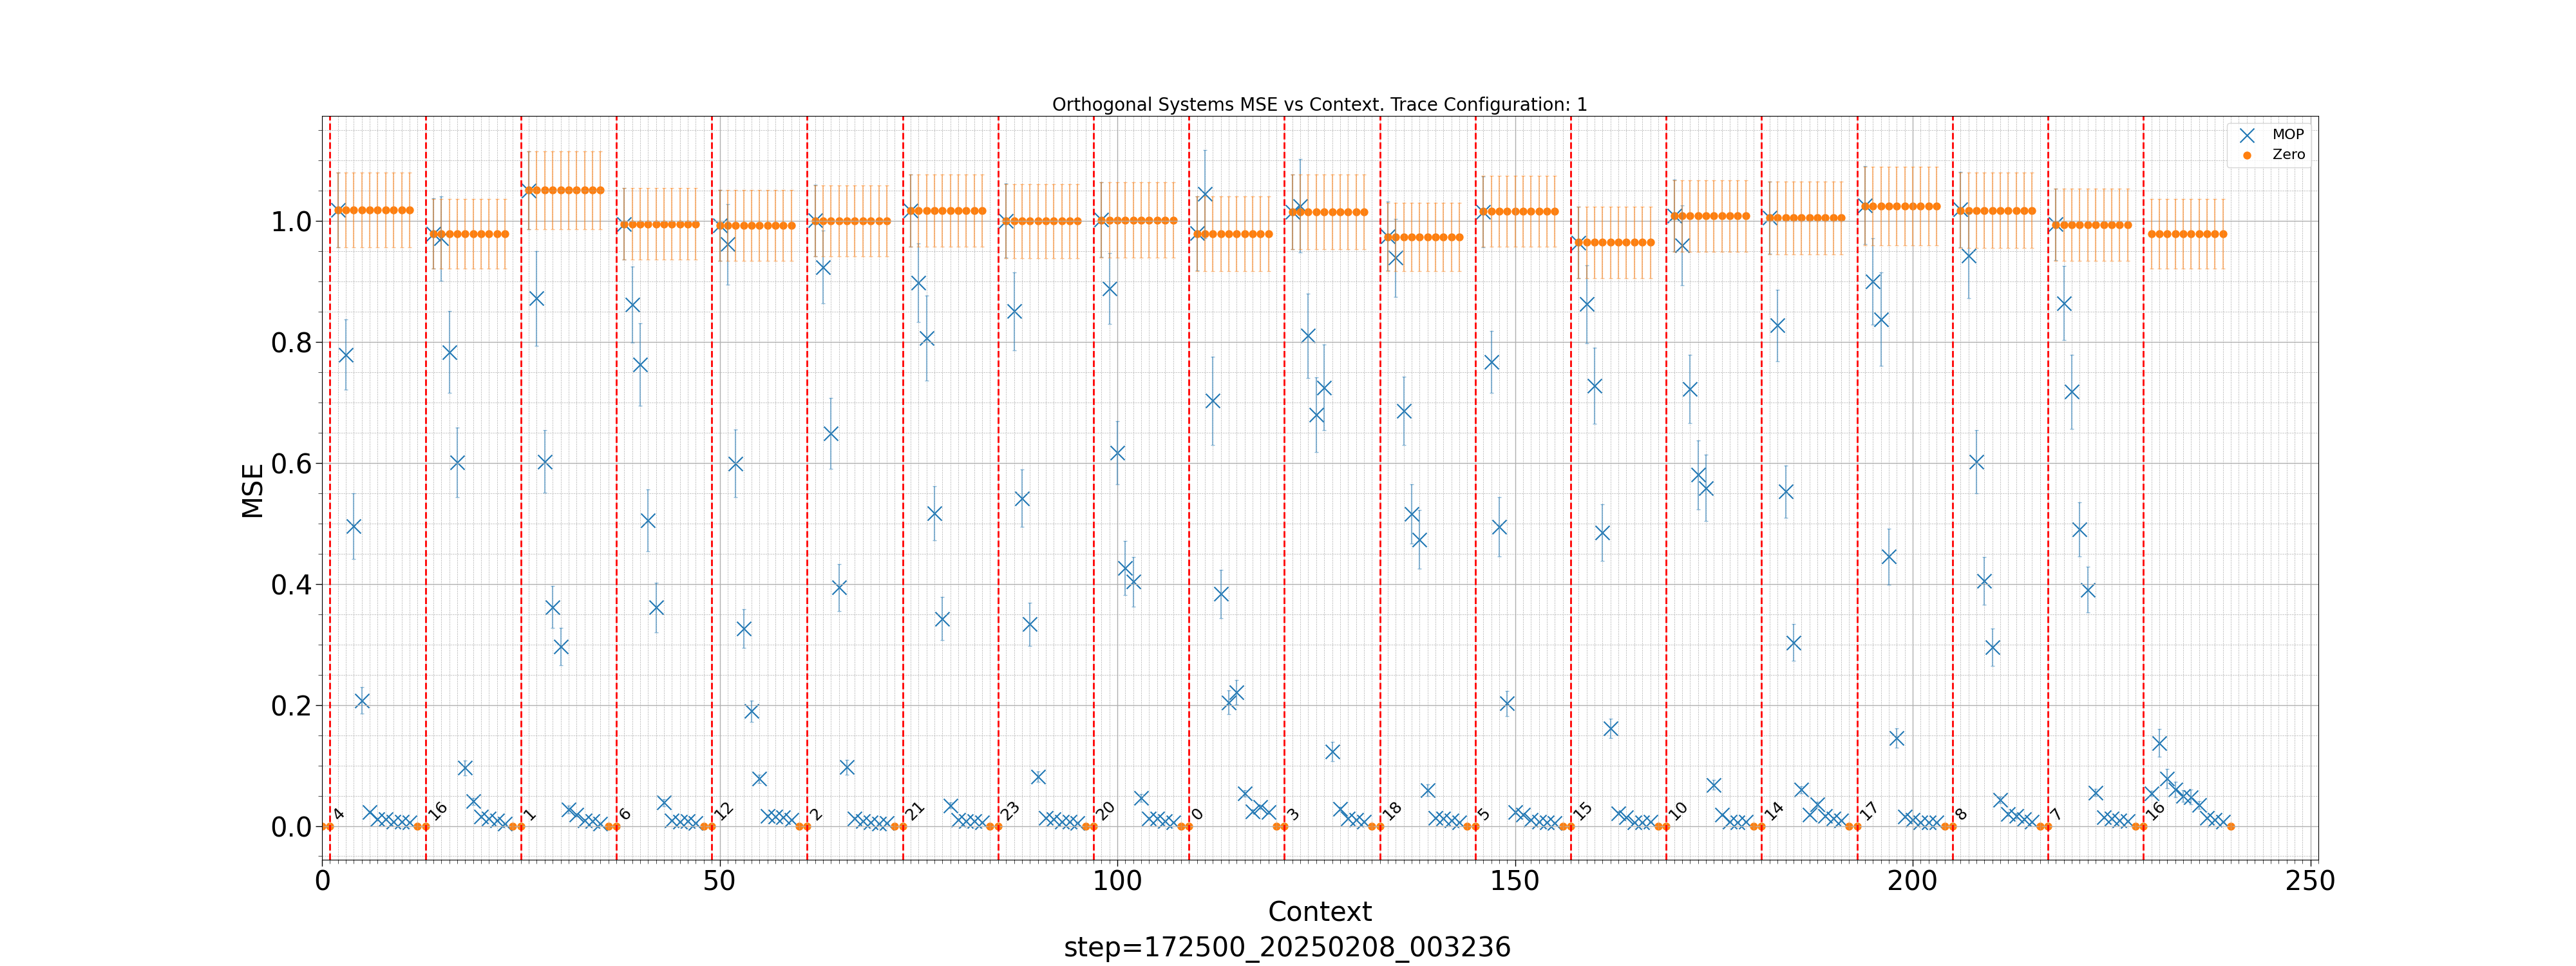 Orthogonal Systems MSE vs Context. Trace Configuration: 1
MOP
Zero
MSE
1.0
0.8
0.6
0.4
0.2
0.0
4 16 1 6 12 2 21 23 20 0 3 18 5 15 10 14 17 8 7 16
0 50 100 150 200 250
Context
step=172500_20250208_003236